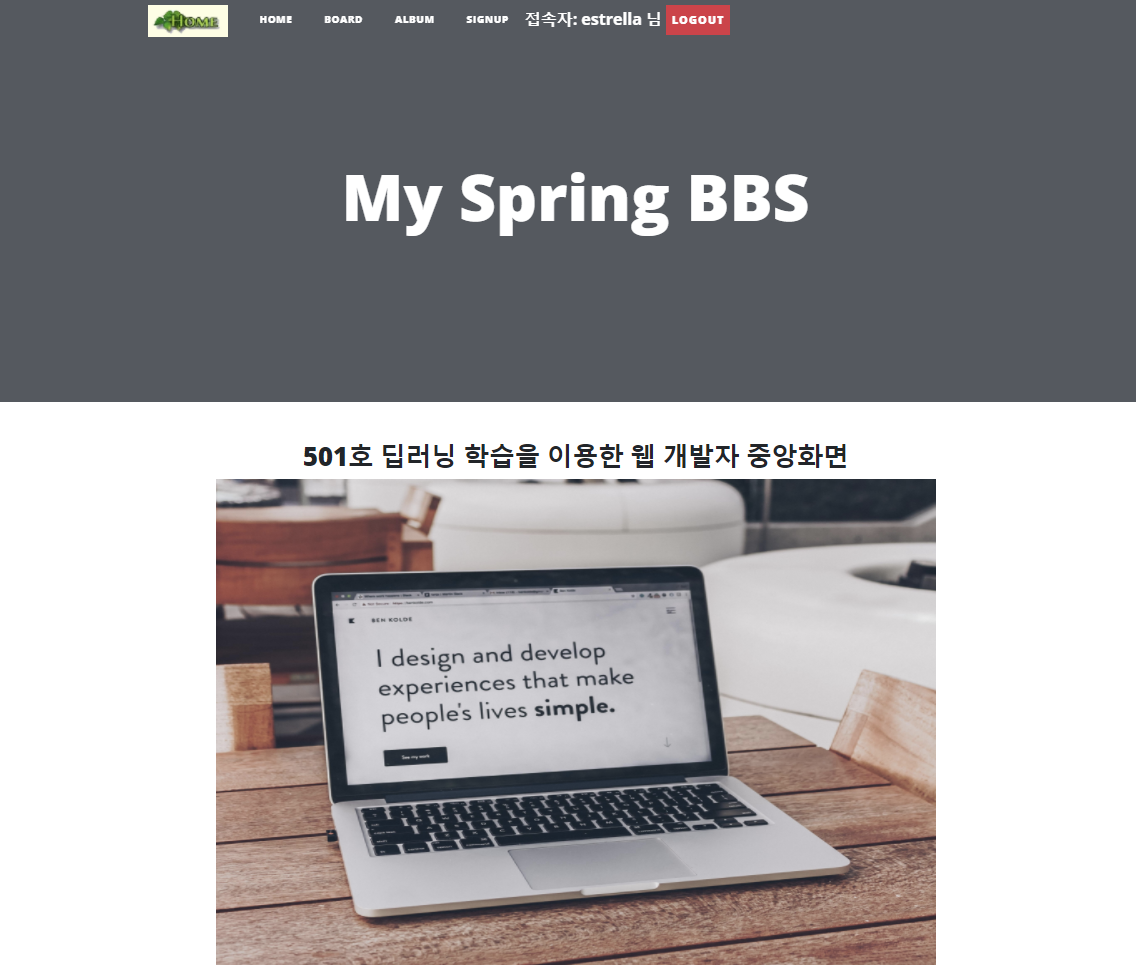 HOME
HOME
BOARD
ALBUM
SIGNUP
접속자: estrella 님
LOGOUT
My Spring BBS
501호 딥러닝 학습을 이용한 웹 개발자 중앙화면
BEN KOLDE
I design and develop
experiences that make
people's lives simple.
See my work